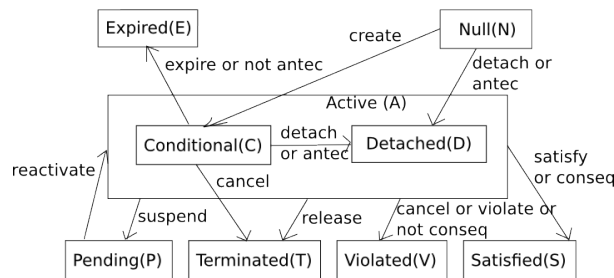 Expired(E)
Null(N)
create
expire or not antec
detach or
antec
Active (A)
Conditional(C)
detach
or antec
Detached(D)
reactivate
cancel
satisfy
or conseq
suspend
release
cancel or violate or
not conseq
Pending(P)
Terminated(T)
Violated(V)
Satisfied(S)